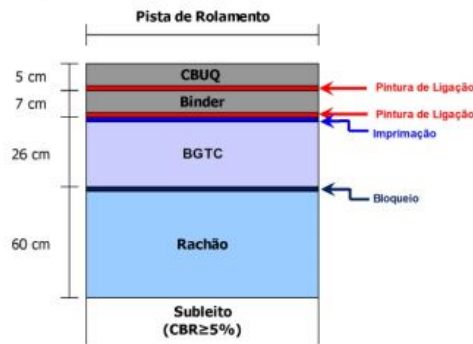 Pista de Rolamento
5 cm
CBUQ
Pintura de Ligação
7 cm
Binder
Pintura de Ligação
Imprimação
26 cm
BGTC
Bloqueio
60 cm
Rachão
Subleito
(CBR≥5%)